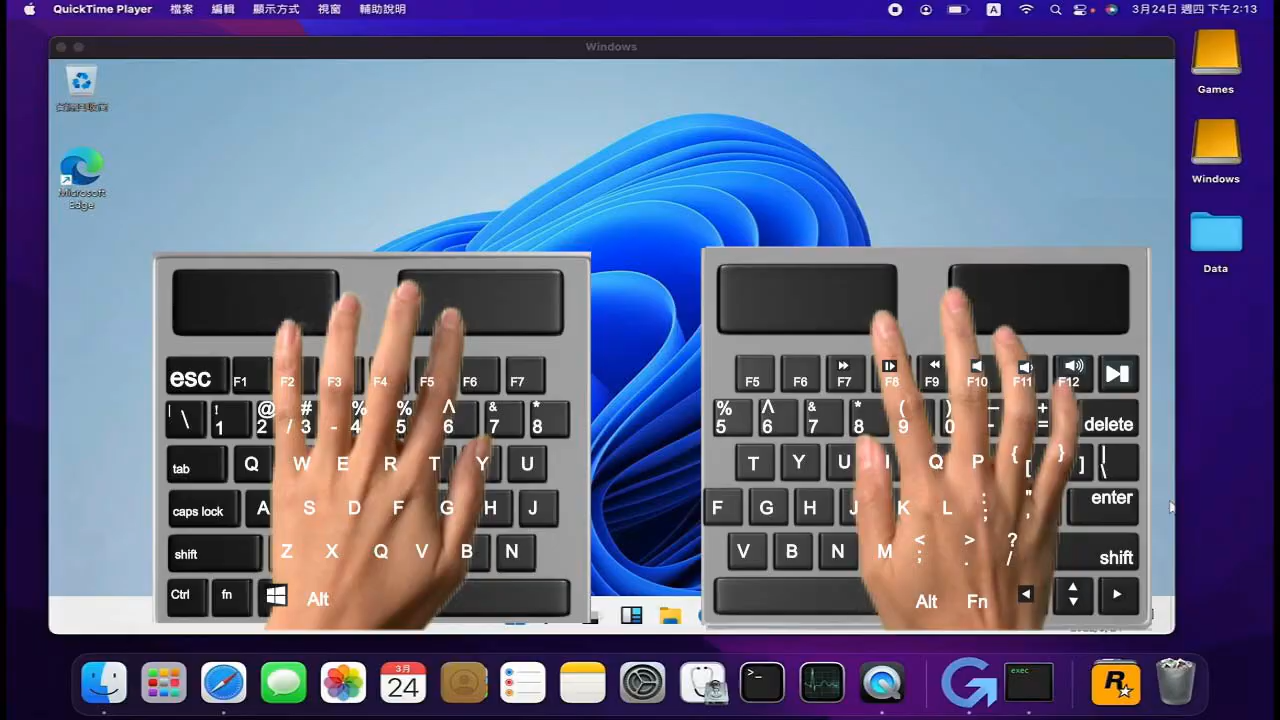 QuickTime Player 檔案 編輯 顯示方式 視窗 輔助說明 A 3月24日 週四 下午2:13
Windows
Games
Windows
Data
Microsoft
Edge
esc F1 F2 F3 F4 F5 F6 F7
| \ ! 1 @ 2 / # 3 - % 4 % 5 ^ 6 & 7 * 8
tab Q W E R T Y U
caps lock A S D F G H J
shift Z X Q V B N
Ctrl fn Alt
F5 F6 F7 F8 F9 F10 F11 F12
% 5 ^ 6 & 7 * 8 ( 9 ) 0 — - + = delete
T Y U I Q P { [ } ] | \
F G H J K L : ; " , enter
V B N M < ; > . ? / shift
Alt Fn
3月
24
>_
exec
R